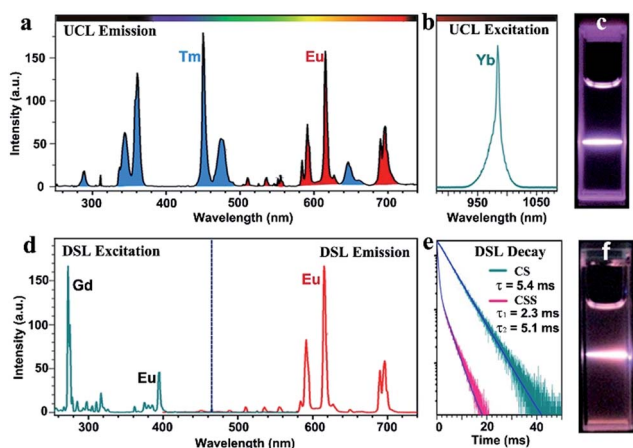 a
UCL Emission
Tm
Eu
Intensity (a.u.)
150
100
50
0
300
400
500
600
700
Wavelength (nm)
b
UCL Excitation
Yb
950
1050
Wavelength (nm)
c
d
DSL Excitation
DSL Emission
Gd
Eu
Eu
Intensity (a.u.)
150
100
50
0
300
400
500
600
700
Wavelength (nm)
e
DSL Decay
CS
τ = 5.4 ms
CSS
τ1 = 2.3 ms
τ2 = 5.1 ms
0
20
40
Time (ms)
f